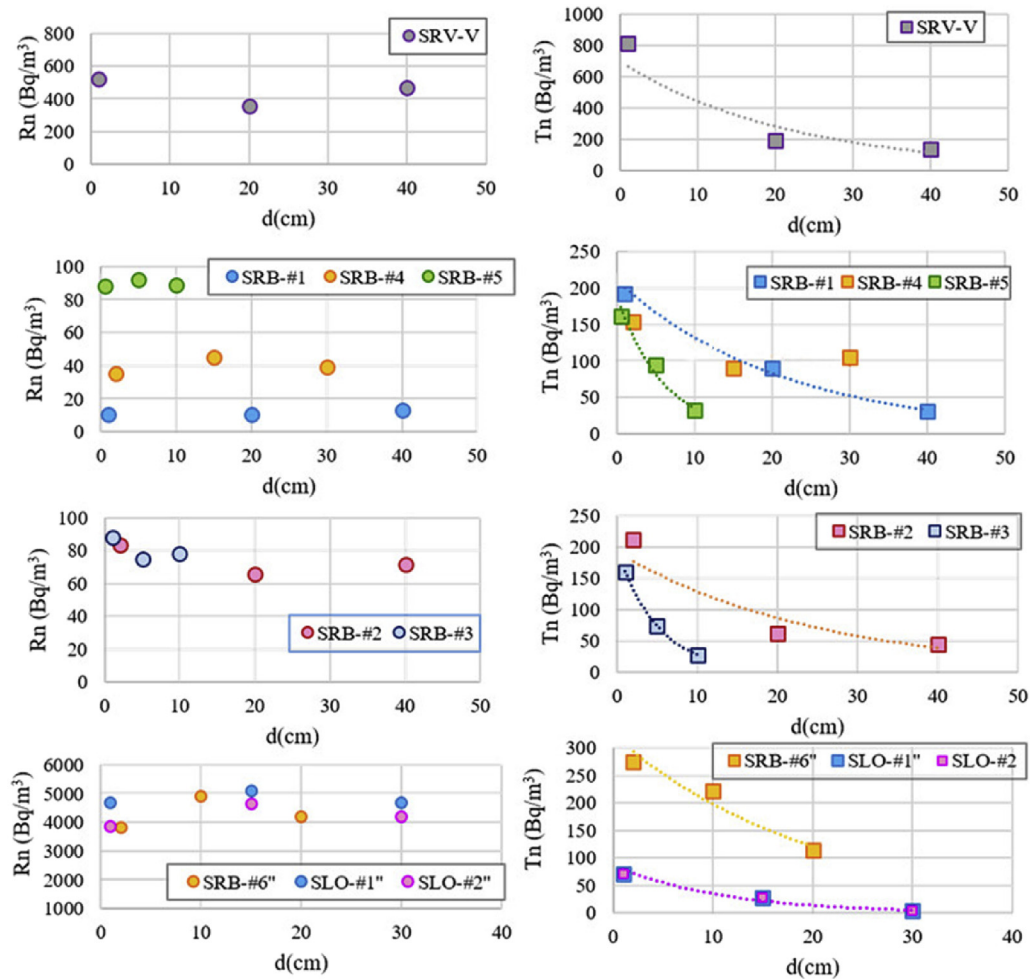 SRV-V
Rn (Bq/m³)
800
600
400
200
0
0 10 20 30 40 50
d(cm)
SRV-V
Tn (Bq/m³)
1000
800
600
400
200
0
0 10 20 30 40 50
d(cm)
SRB-#1 SRB-#4 SRB-#5
Rn (Bq/m³)
100
80
60
40
20
0
0 10 20 30 40 50
d(cm)
SRB-#1 SRB-#4 SRB-#5
Tn (Bq/m³)
250
200
150
100
50
0
0 10 20 30 40 50
d(cm)
Rn (Bq/m³)
100
80
60
40
20
0
SRB-#2 SRB-#3
0 10 20 30 40 50
d(cm)
SRB-#2 SRB-#3
Tn (Bq/m³)
250
200
150
100
50
0
0 10 20 30 40 50
d(cm)
Rn (Bq/m³)
6000
5000
4000
3000
2000
1000
SRB-#6" SLO-#1" SLO-#2"
0 10 20 30 40
d(cm)
SRB-#6" SLO-#1" SLO-#2
Tn (Bq/m³)
300
250
200
150
100
50
0
0 10 20 30 40
d(cm)